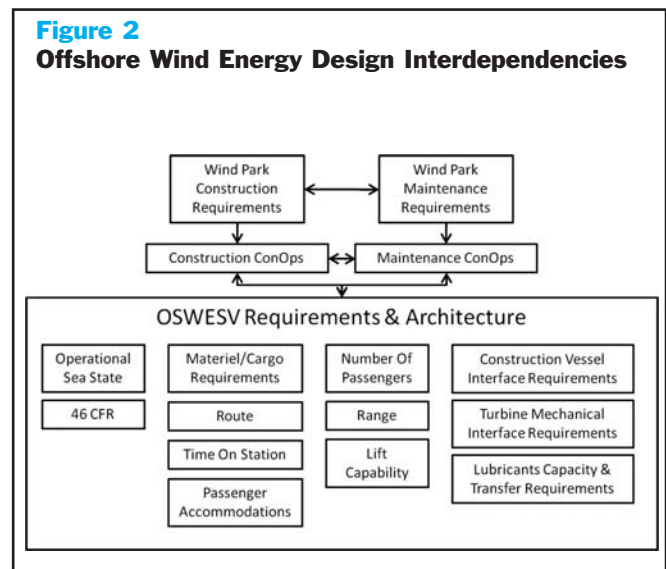 Figure 2
Offshore Wind Energy Design Interdependencies
Wind Park
Construction
Requirements
Wind Park
Maintenance
Requirements
Construction ConOps
Maintenance ConOps
OSWESV Requirements & Architecture
Operational
Sea State
46 CFR
Materiel/Cargo
Requirements
Route
Time On Station
Passenger
Accommodations
Number Of
Passengers
Range
Lift
Capability
Construction Vessel
Interface Requirements
Turbine Mechanical
Interface Requirements
Lubricants Capacity &
Transfer Requirements